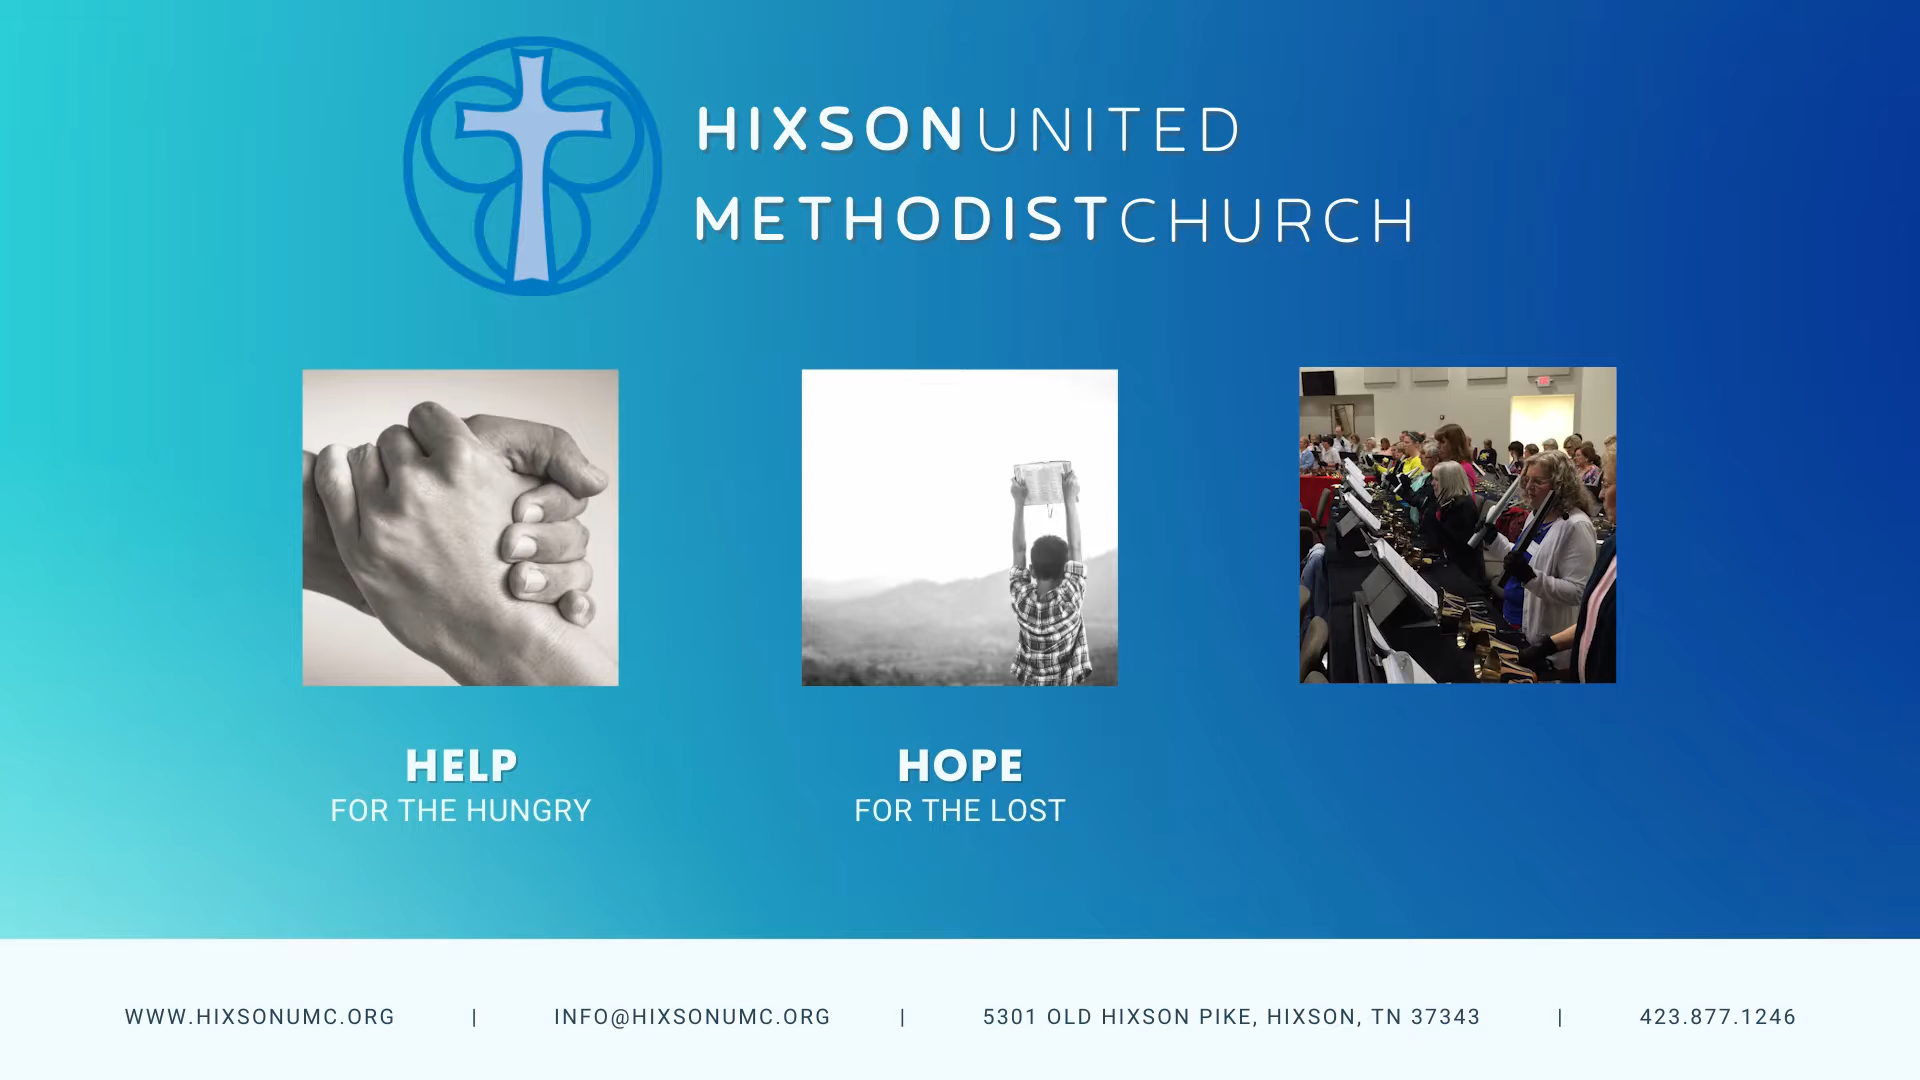 HIXSONUNITED
METHODISTCHURCH
HELP
FOR THE HUNGRY
HOPE
FOR THE LOST
WWW.HIXSONUMC.ORG | INFO@HIXSONUMC.ORG | 5301 OLD HIXSON PIKE, HIXSON, TN 37343 | 423.877.1246